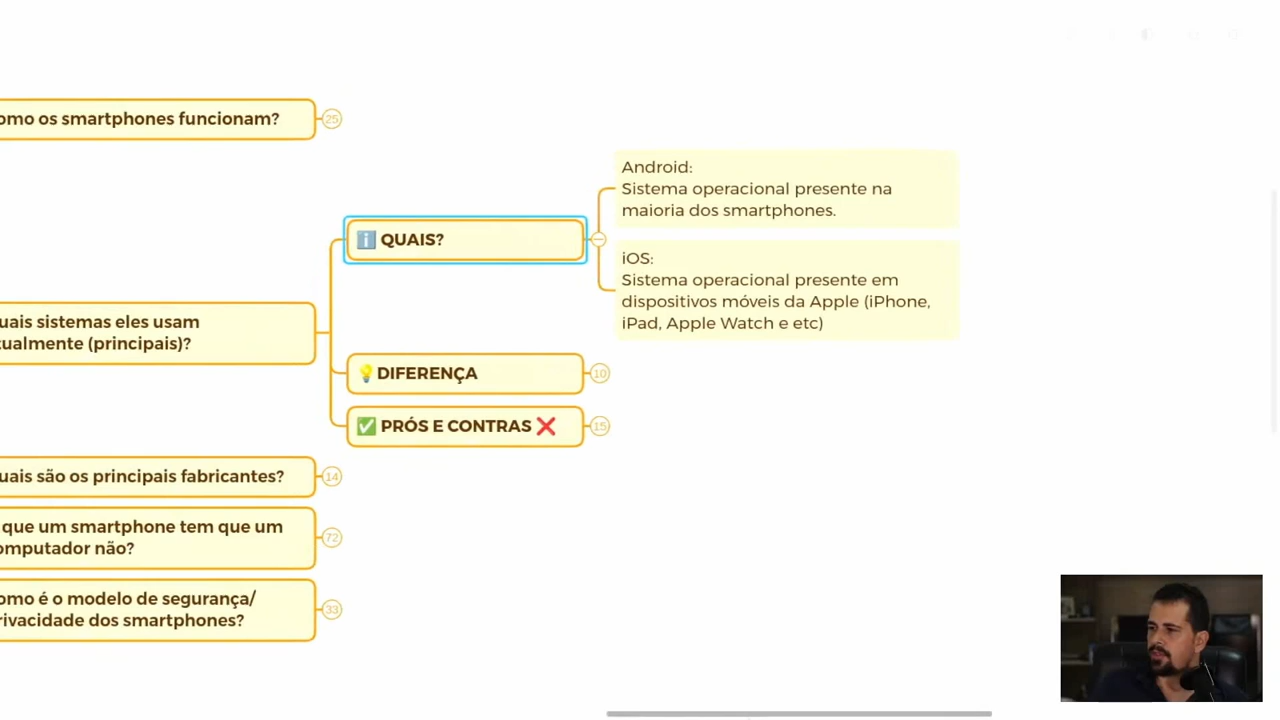 omo os smartphones funcionam?
25
Android:
Sistema operacional presente na
maioria dos smartphones.
QUAIS?
iOS:
Sistema operacional presente em
dispositivos móveis da Apple (iPhone,
iPad, Apple Watch e etc)
uais sistemas eles usam
tualmente (principais)?
DIFERENÇA
10
PRÓS E CONTRAS
15
uais são os principais fabricantes?
14
que um smartphone tem que um
omputador não?
72
omo é o modelo de segurança/
rivacidade dos smartphones?
33